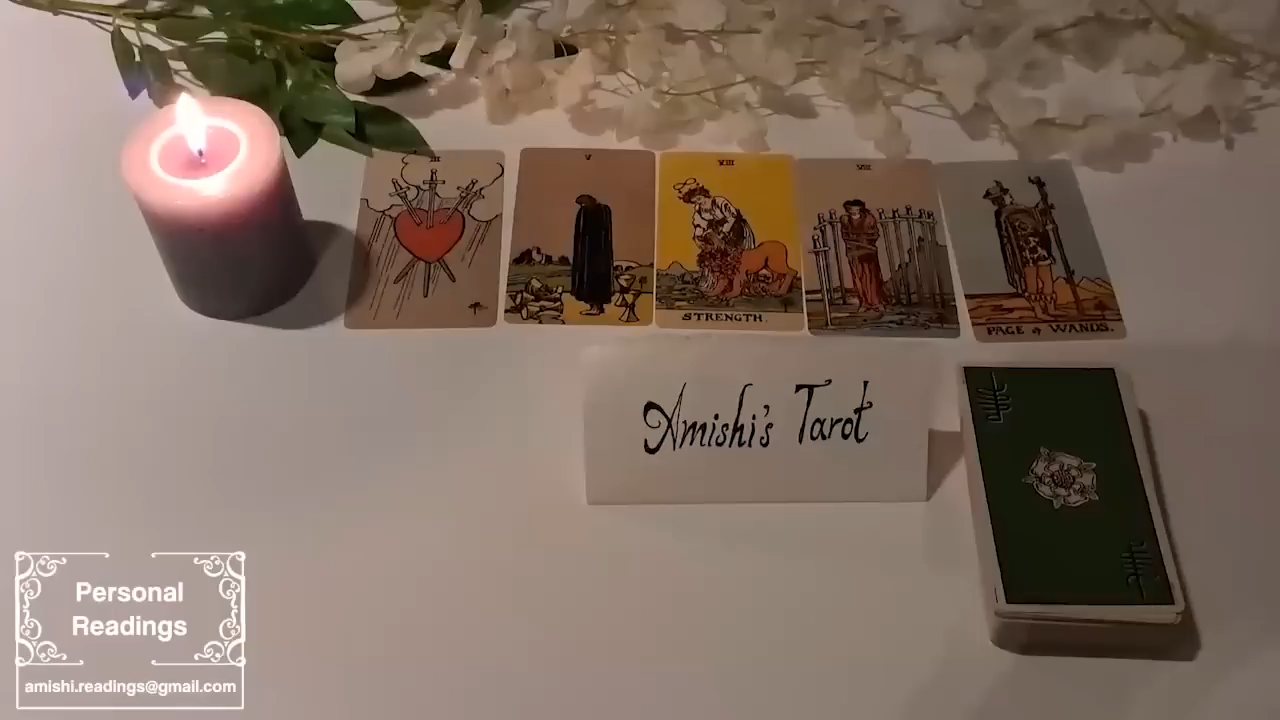 III
V
VIII
VIII
STRENGTH.
PAGE of WANDS.
Amishi's Tarot
Personal
Readings
amishi.readings@gmail.com